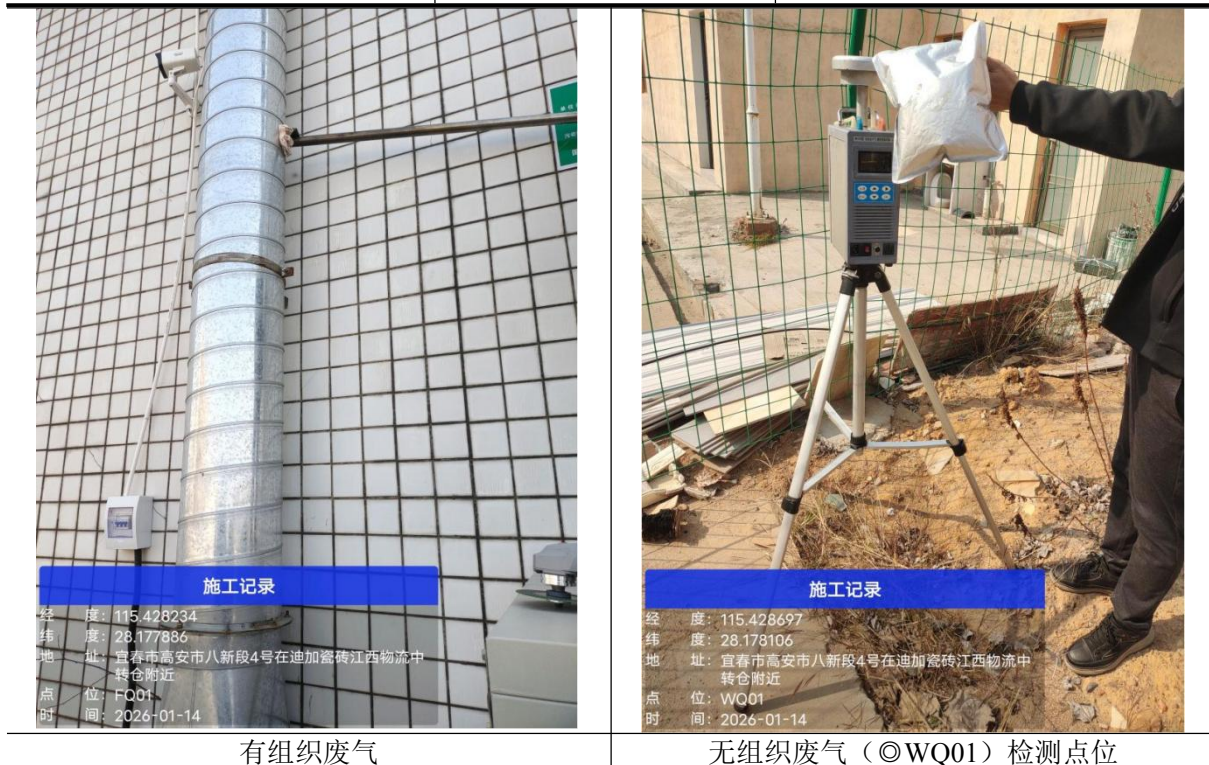 施工记录
经 度：115.428234
纬 度：28.177886
地 址：宜春市高安市八新段4号在迪加瓷砖江西物流中
转仓附近
点 位：FQ01
时 间：2026-01-14
施工记录
经 度：115.428697
纬 度：28.178106
地 址：宜春市高安市八新段4号在迪加瓷砖江西物流中
转仓附近
点 位：WQ01
时 间：2026-01-14
有组织废气
无组织废气（◎WQ01）检测点位